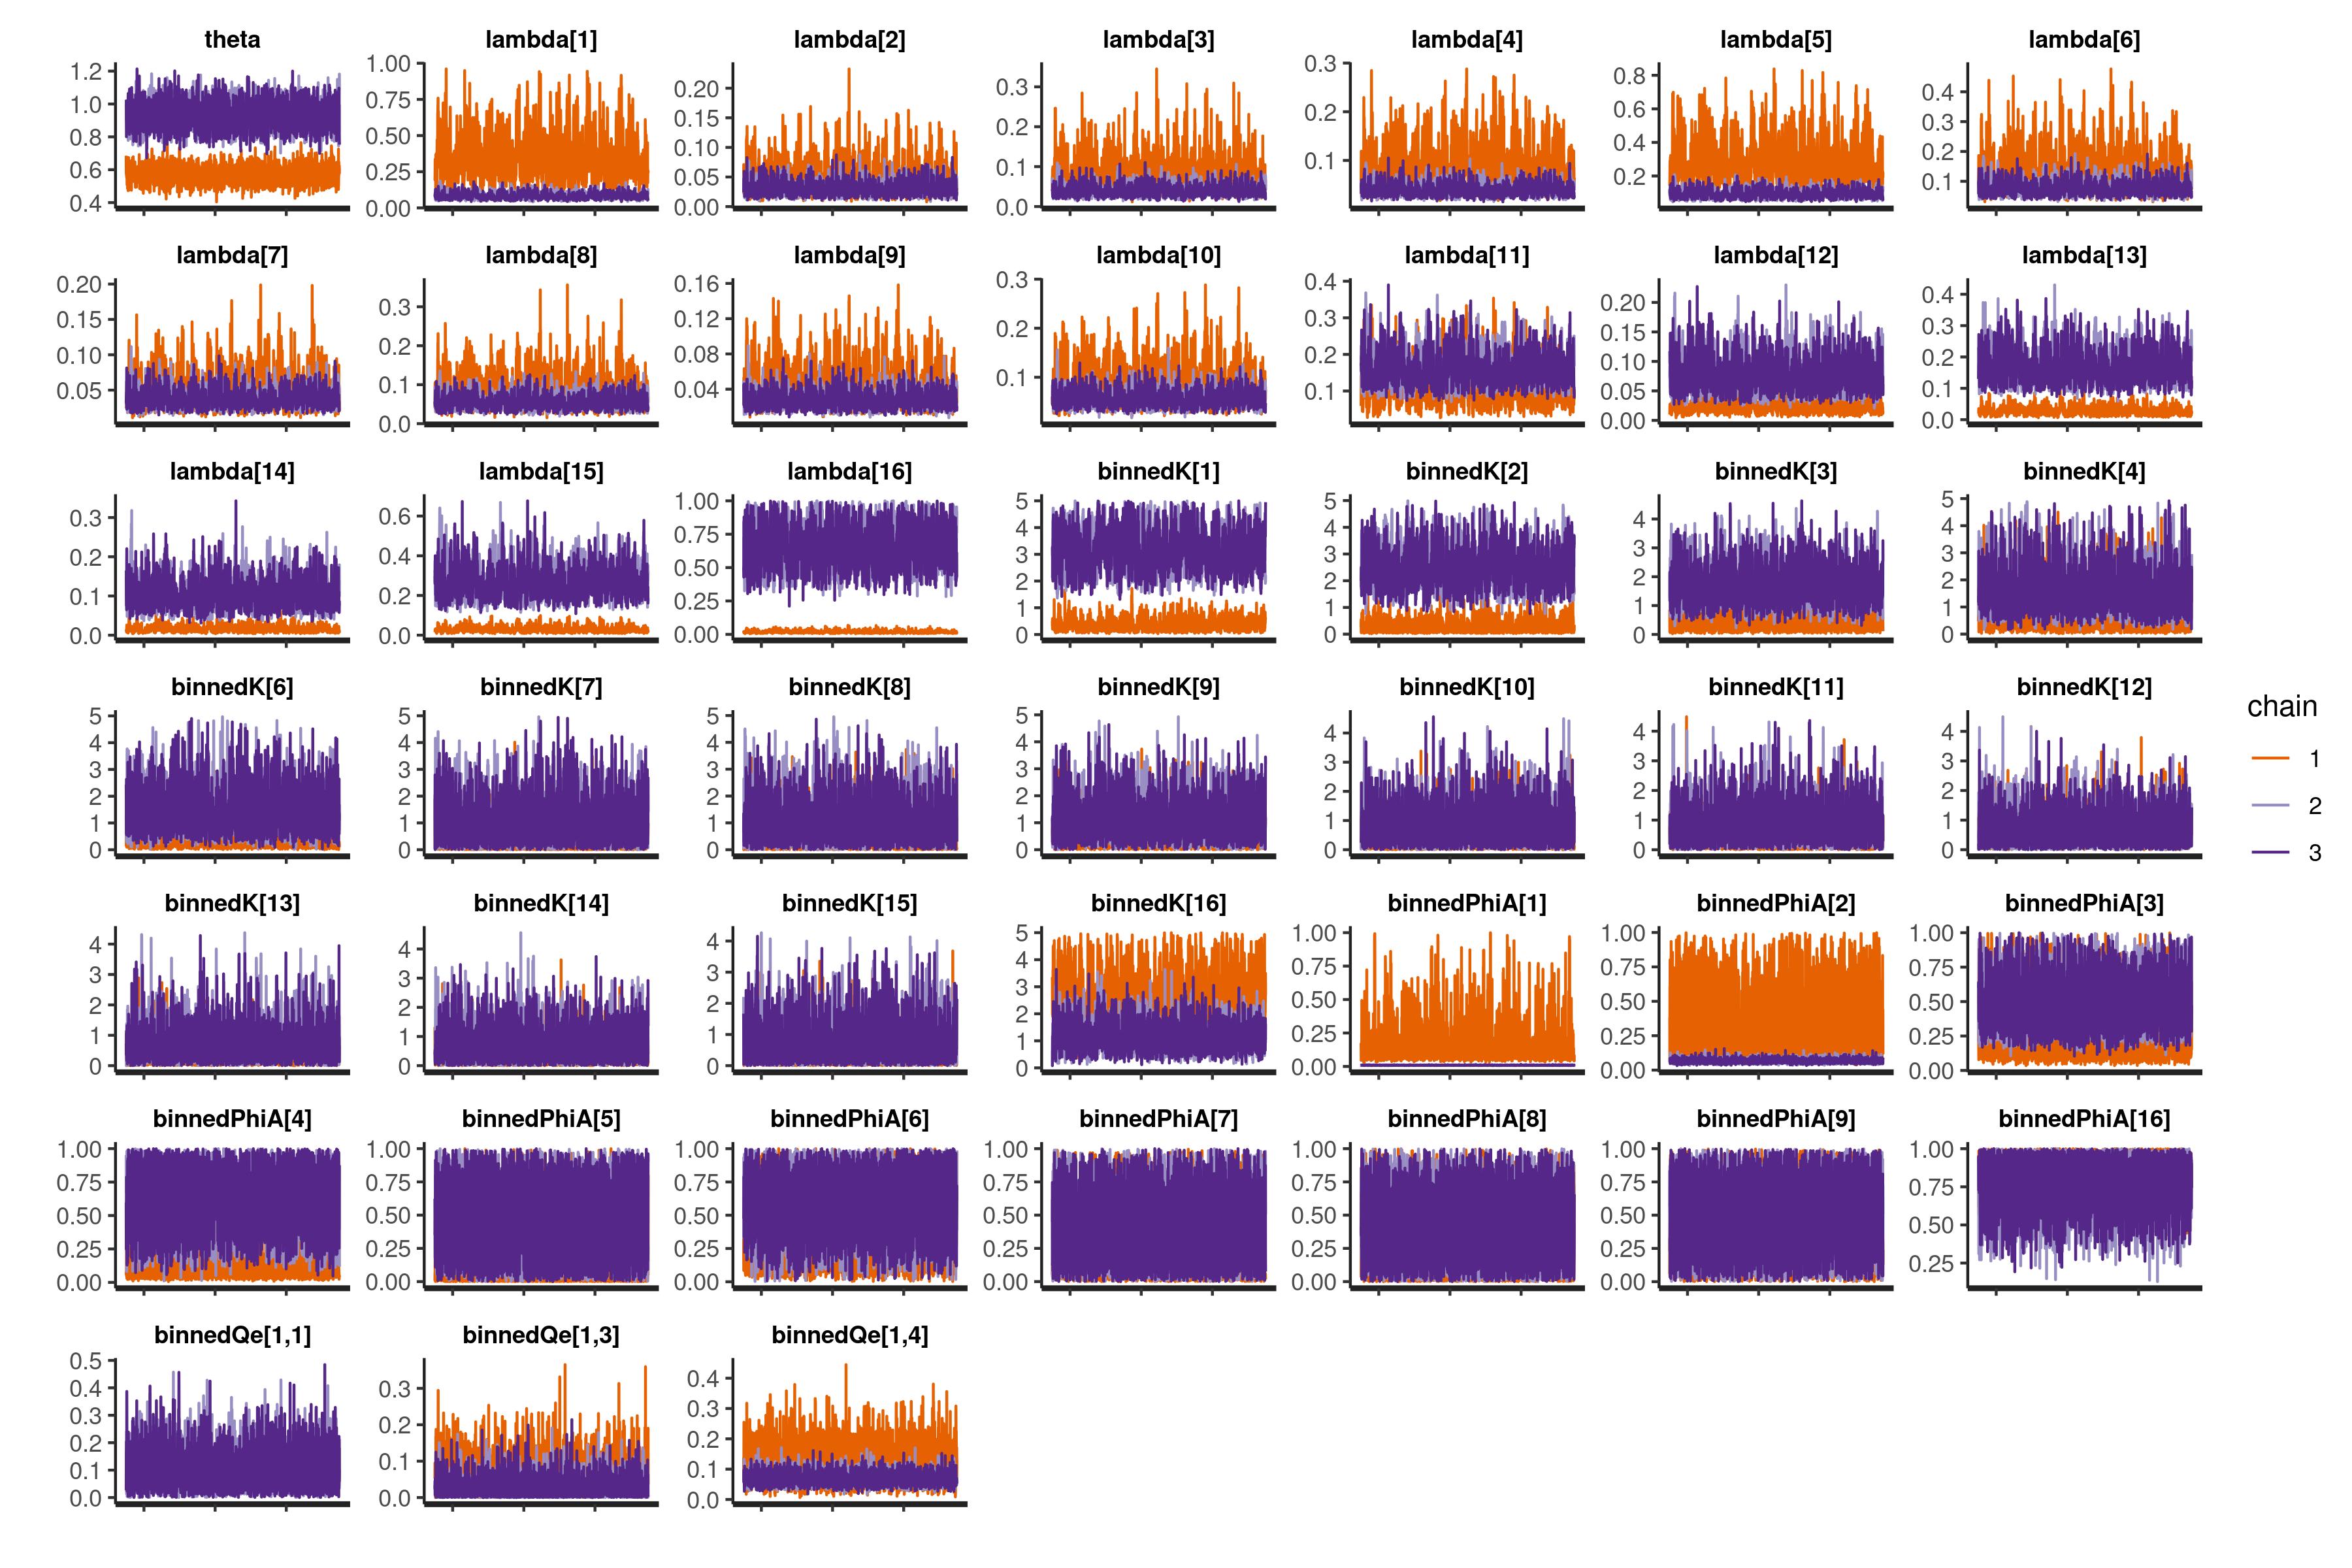 theta lambda[1] lambda[2] lambda[3] lambda[4] lambda[5] lambda[6]
1.2 1.00 0.20 0.3 0.3 0.8 0.4
1.0 0.75 0.15 0.2 0.2 0.6 0.3
0.8 0.50 0.10 0.1 0.1 0.4 0.2
0.6 0.25 0.05 0.0 0.2 0.1
0.4 0.00 0.00
lambda[7] lambda[8] lambda[9] lambda[10] lambda[11] lambda[12] lambda[13]
0.20 0.3 0.16 0.3 0.4 0.20 0.4
0.15 0.2 0.12 0.2 0.3 0.15 0.3
0.10 0.1 0.08 0.1 0.2 0.10 0.2
0.05 0.0 0.04 0.1 0.05 0.1
0.00 0.0
lambda[14] lambda[15] lambda[16] binnedK[1] binnedK[2] binnedK[3] binnedK[4]
0.3 0.6 1.00 5 5 4 5
0.2 0.4 0.75 4 4 3 4
0.1 0.2 0.50 3 3 2 3
0.0 0.0 0.25 2 2 1 2
0.00 1 1 0 1
0 0 0
binnedK[6] binnedK[7] binnedK[8] binnedK[9] binnedK[10] binnedK[11] binnedK[12]
5 5 5 5 4 4 4
4 4 4 4 3 3 3
3 3 3 3 2 2 2
2 2 2 2 1 1 1
1 1 1 1 0 0 0
0 0 0 0
chain
1
2
3
binnedK[13] binnedK[14] binnedK[15] binnedK[16] binnedPhiA[1] binnedPhiA[2] binnedPhiA[3]
4 4 4 5 1.00 1.00 1.00
3 3 3 4 0.75 0.75 0.75
2 2 2 3 0.50 0.50 0.50
1 1 1 2 0.25 0.25 0.25
0 0 0 1 0.00 0.00 0.00
0
binnedPhiA[4] binnedPhiA[5] binnedPhiA[6] binnedPhiA[7] binnedPhiA[8] binnedPhiA[9] binnedPhiA[16]
1.00 1.00 1.00 1.00 1.00 1.00 1.00
0.75 0.75 0.75 0.75 0.75 0.75 0.75
0.50 0.50 0.50 0.50 0.50 0.50 0.50
0.25 0.25 0.25 0.25 0.25 0.25 0.25
0.00 0.00 0.00 0.00 0.00 0.00
binnedQe[1,1] binnedQe[1,3] binnedQe[1,4]
0.5 0.3 0.4
0.4 0.2 0.3
0.3 0.1 0.2
0.2 0.0 0.1
0.1 0.0
0.0